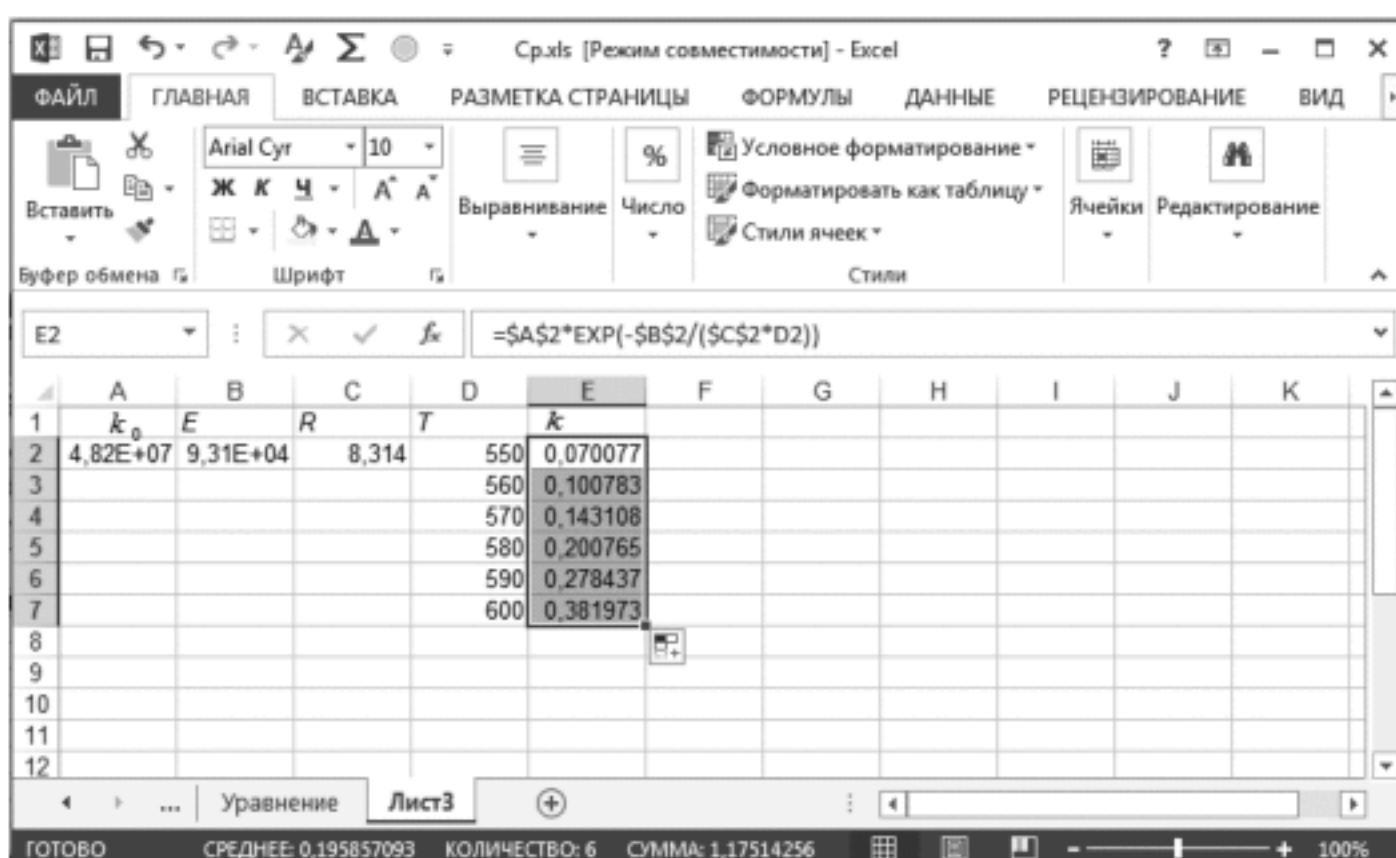 Cp.xls [Режим совместимости] - Excel
ФАЙЛ ГЛАВНАЯ ВСТАВКА РАЗМЕТКА СТРАНИЦЫ ФОРМУЛЫ ДАННЫЕ РЕЦЕНЗИРОВАНИЕ ВИД
Вставить
Буфер обмена
Arial Cyr 10
Ж К Ч
Шрифт
Выравнивание
%
Число
Условное форматирование
Форматировать как таблицу
Стили ячеек
Стили
Ячейки
Редактирование
E2 fx =$A$2*EXP(-$B$2/($C$2*D2))
A B C D E F G H I J K
1 k0 E R T k
2 4,82E+07 9,31E+04 8,314 550 0,070077
3 560 0,100783
4 570 0,143108
5 580 0,200765
6 590 0,278437
7 600 0,381973
8
9
10
11
12
... Уравнение Лист3
ГОТОВО СРЕДНЕЕ: 0,195857093 КОЛИЧЕСТВО: 6 СУММА: 1,17514256 100%